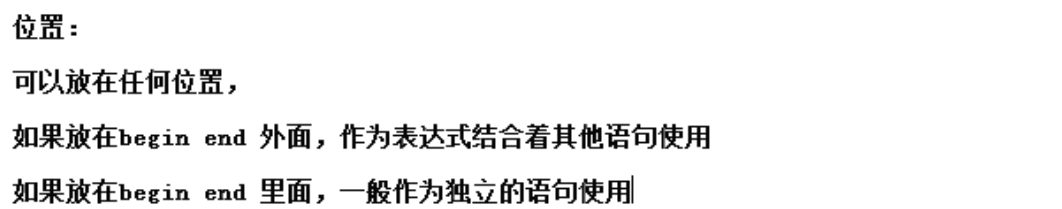 位置：
可以放在任何位置，
如果放在begin end 外面，作为表达式结合着其他语句使用
如果放在begin end 里面，一般作为独立的语句使用